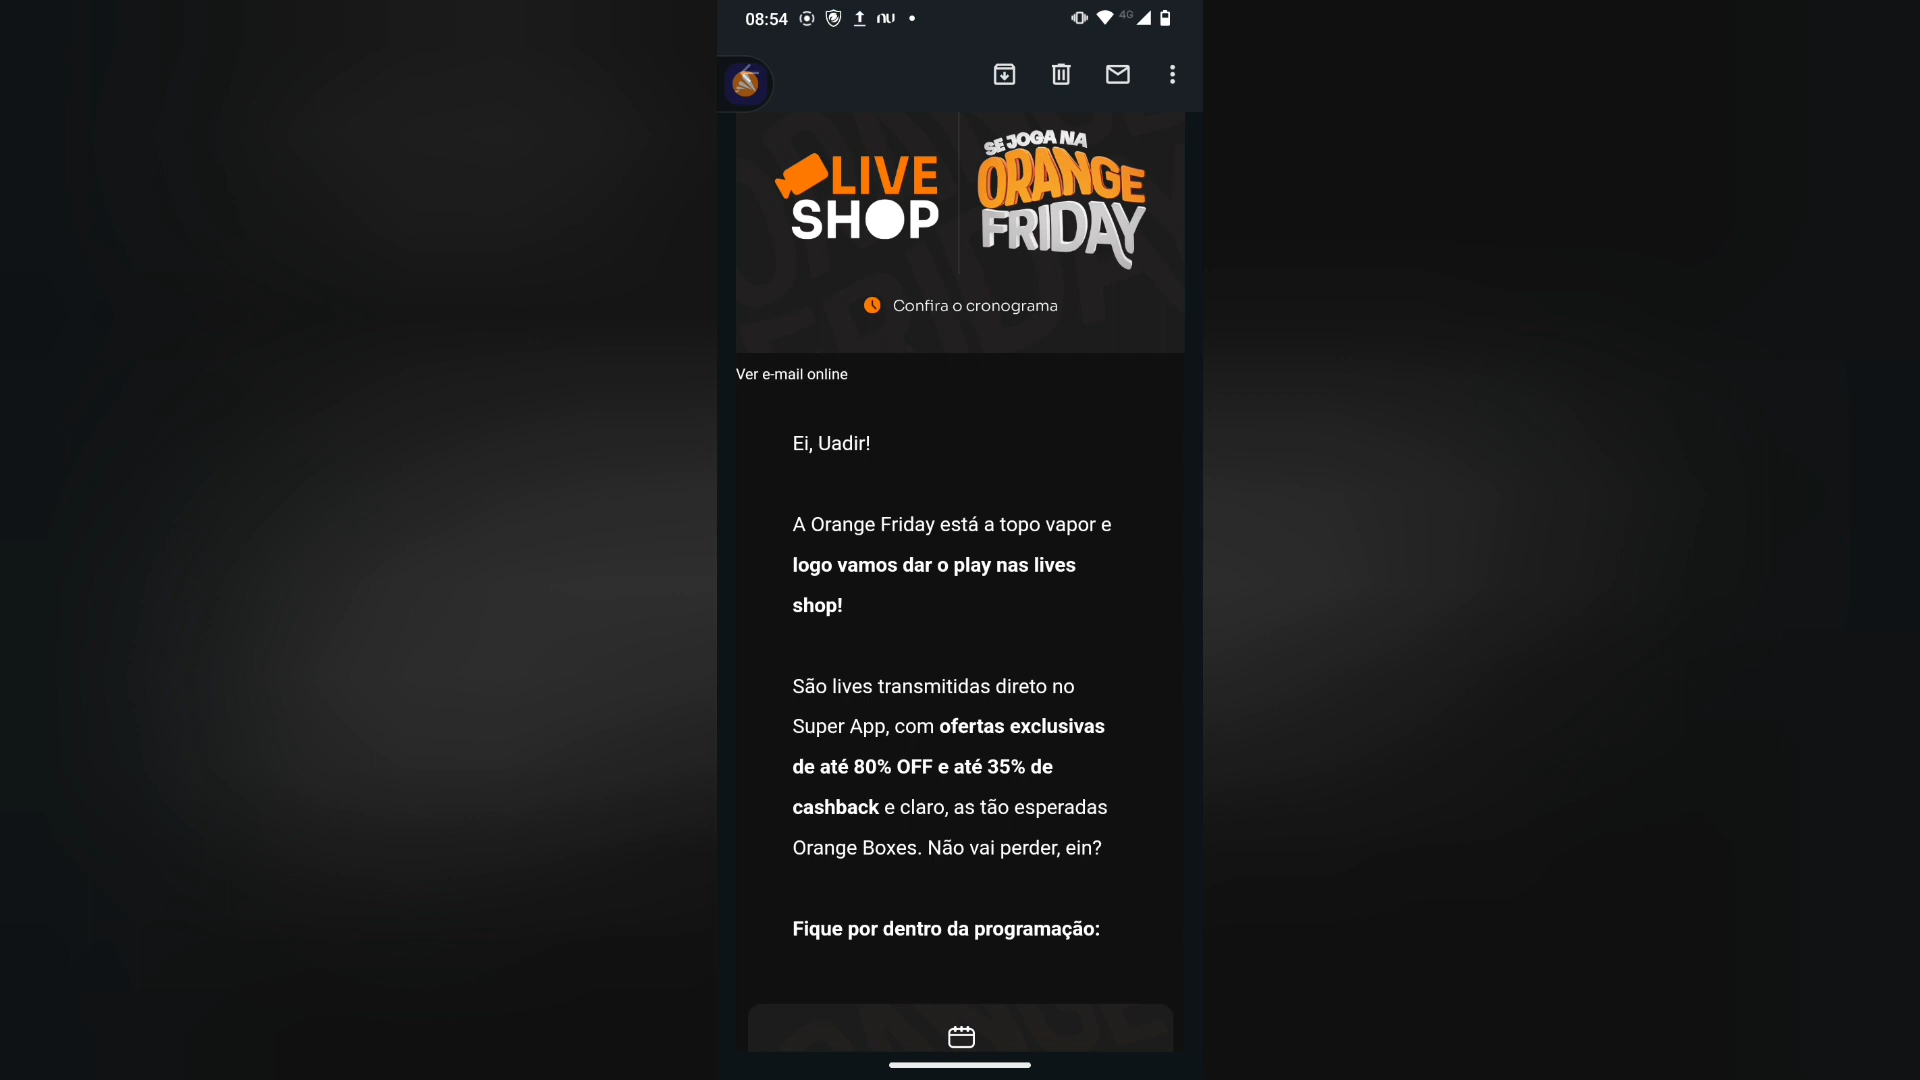 08:54
4G
LIVE
SHOP
SE JOGA NA
ORANGE
FRIDAY
Confira o cronograma
Ver e-mail online
Ei, Uadir!
A Orange Friday está a topo vapor e
logo vamos dar o play nas lives
shop!
São lives transmitidas direto no
Super App, com ofertas exclusivas
de até 80% OFF e até 35% de
cashback e claro, as tão esperadas
Orange Boxes. Não vai perder, ein?
Fique por dentro da programação: